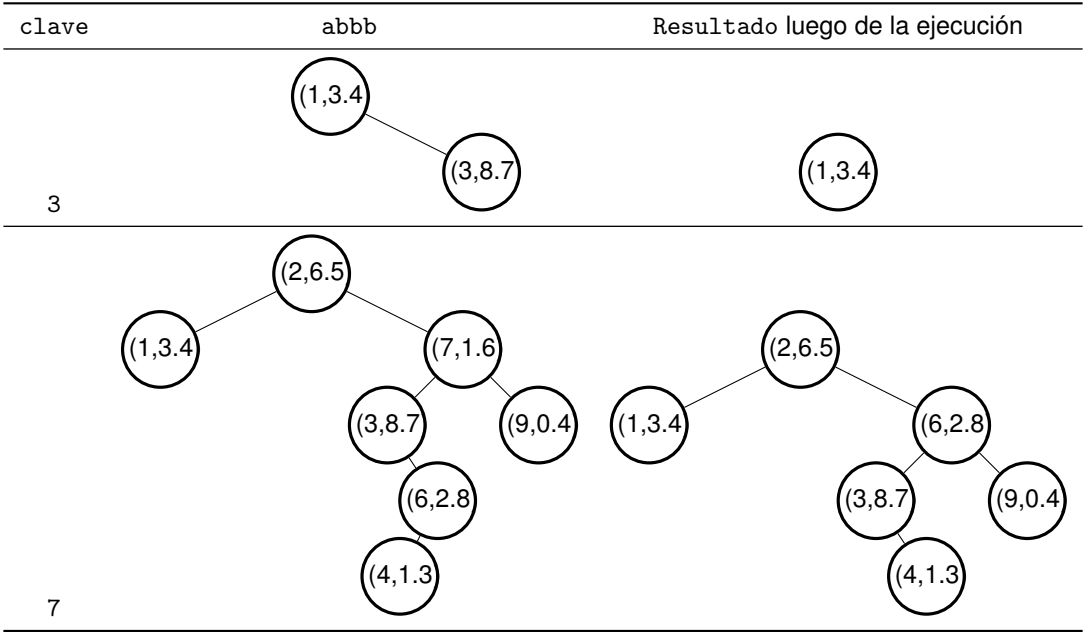 clave abbb Resultado luego de la ejecución
(1,3.4
(3,8.7 (1,3.4
3
(2,6.5
(1,3.4 (7,1.6 (2,6.5
(3,8.7 (9,0.4 (1,3.4 (6,2.8
(6,2.8 (3,8.7 (9,0.4
(4,1.3 (4,1.3
7